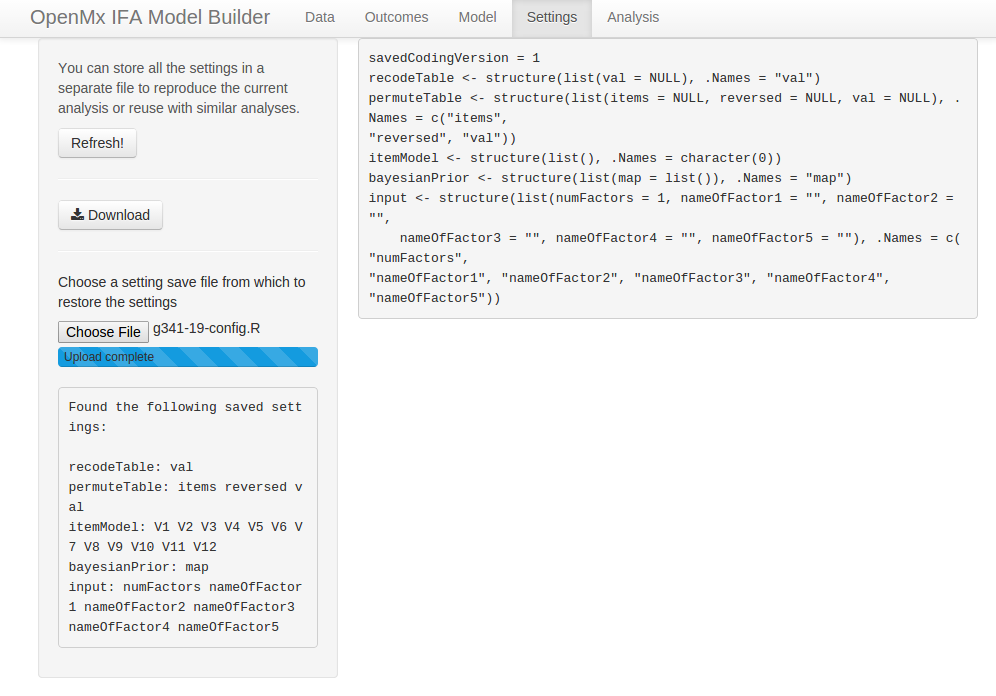 OpenMx IFA Model Builder Data Outcomes Model Settings Analysis
You can store all the settings in a
separate file to reproduce the current
analysis or reuse with similar analyses.
Refresh!
Download
Choose a setting save file from which to
restore the settings
Choose File g341-19-config.R
Upload complete
Found the following saved sett
ings:
recodeTable: val
permuteTable: items reversed v
al
itemModel: V1 V2 V3 V4 V5 V6 V
7 V8 V9 V10 V11 V12
bayesianPrior: map
input: numFactors nameOfFactor
1 nameOfFactor2 nameOfFactor3
nameOfFactor4 nameOfFactor5
savedCodingVersion = 1
recodeTable <- structure(list(val = NULL), .Names = "val")
permuteTable <- structure(list(items = NULL, reversed = NULL, val = NULL), .
Names = c("items",
"reversed", "val"))
itemModel <- structure(list(), .Names = character(0))
bayesianPrior <- structure(list(map = list()), .Names = "map")
input <- structure(list(numFactors = 1, nameOfFactor1 = "", nameOfFactor2 =
"",
    nameOfFactor3 = "", nameOfFactor4 = "", nameOfFactor5 = ""), .Names = c(
"numFactors",
"nameOfFactor1", "nameOfFactor2", "nameOfFactor3", "nameOfFactor4",
"nameOfFactor5"))